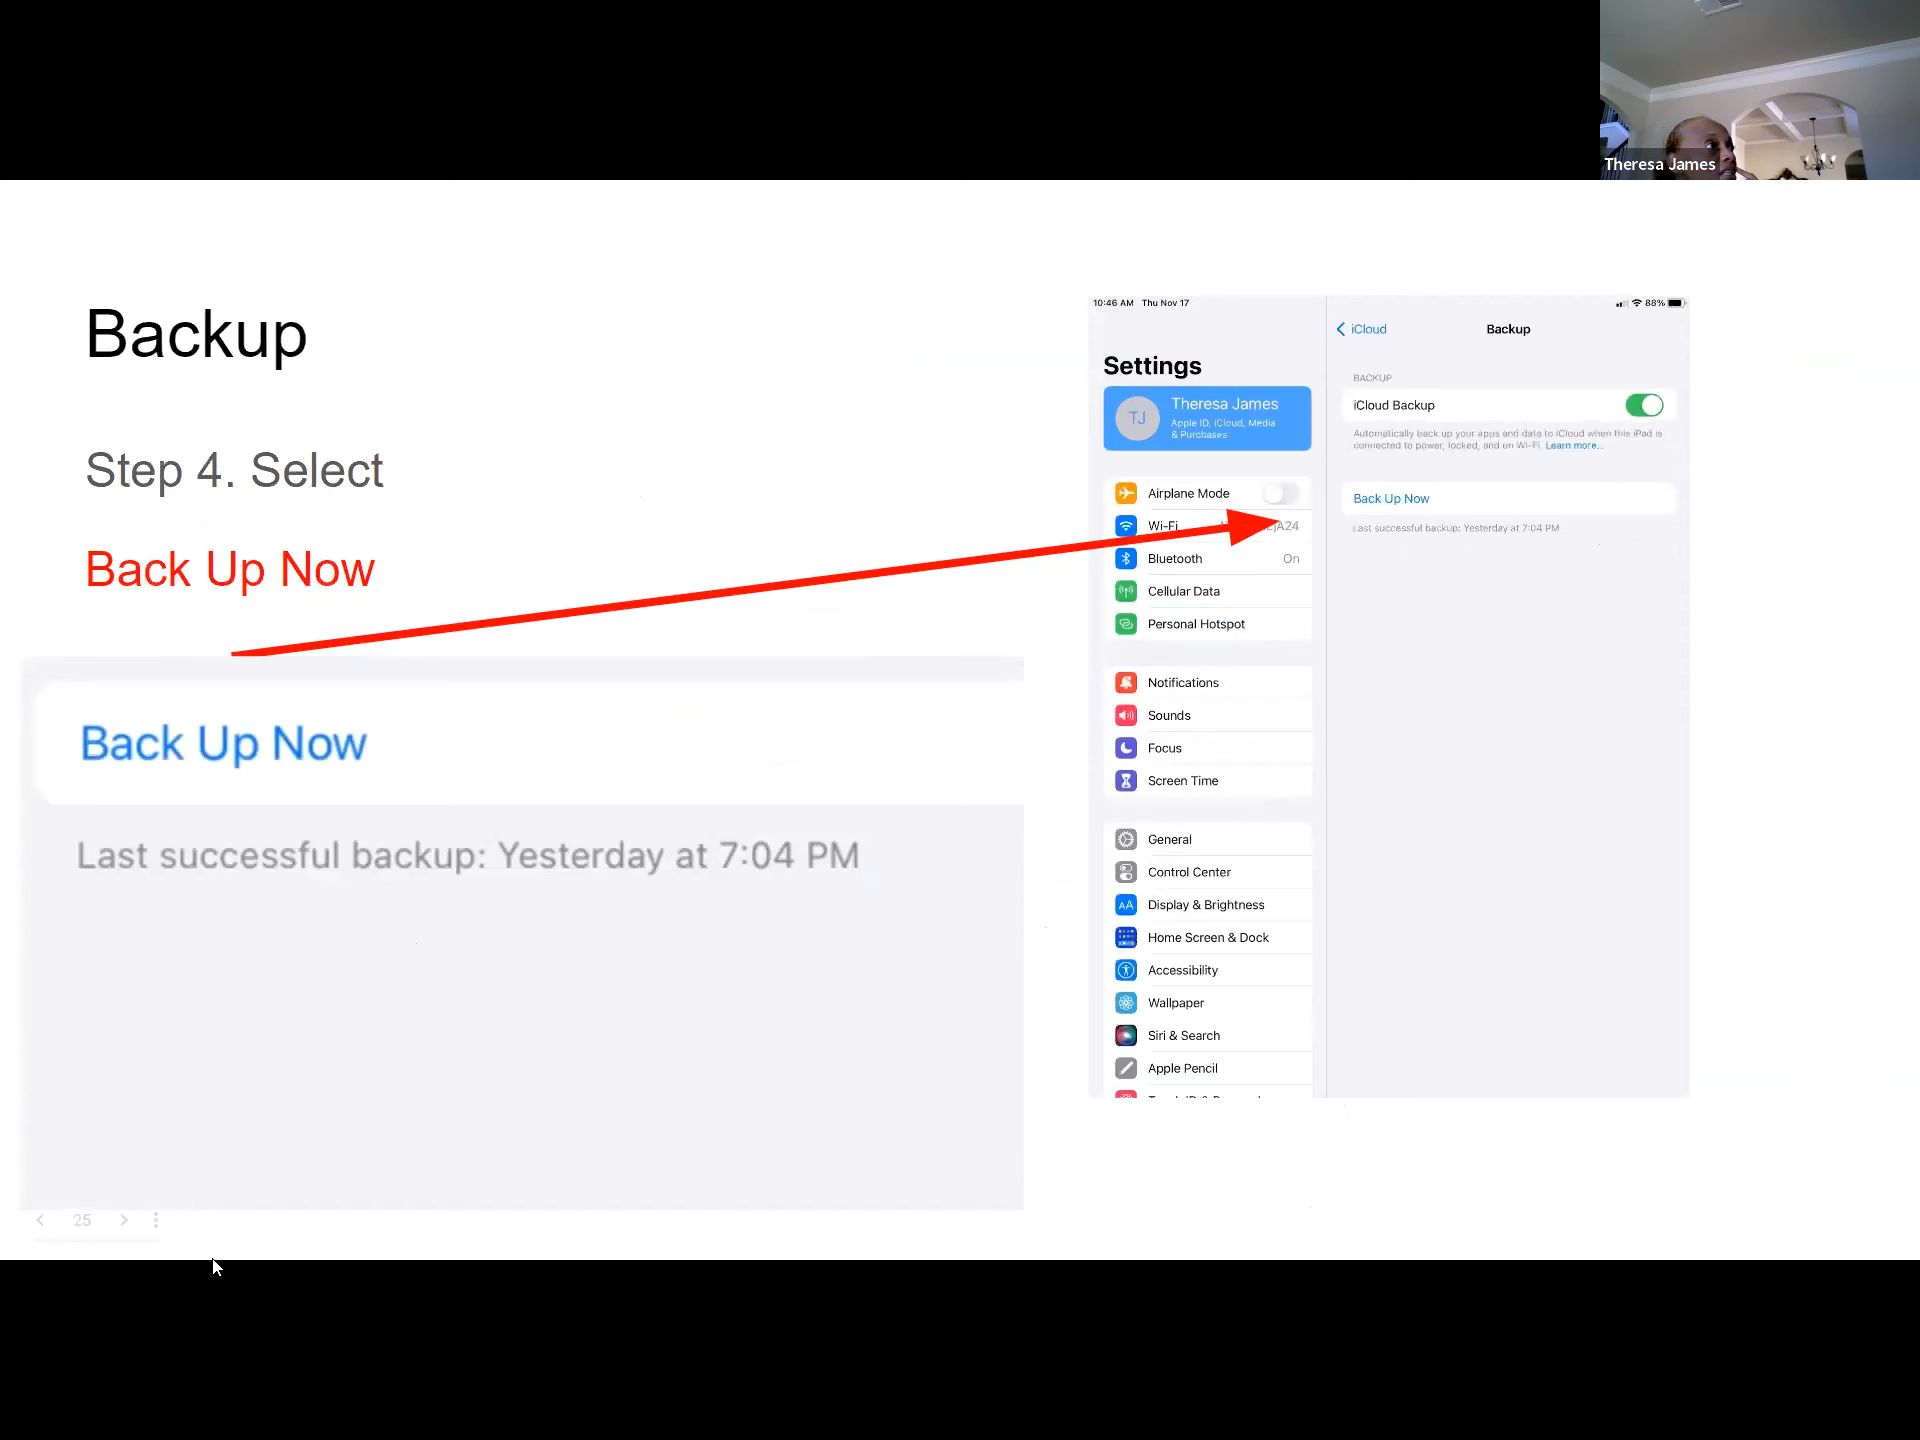 Theresa James
Backup
Step 4. Select
Back Up Now
Back Up Now
Last successful backup: Yesterday at 7:04 PM
25
10:46 AM Thu Nov 17
88%
Settings
TJ
Theresa James
Apple ID, iCloud, Media
& Purchases
Airplane Mode
Wi-Fi
Bluetooth On
Cellular Data
Personal Hotspot
Notifications
Sounds
Focus
Screen Time
General
Control Center
AA Display & Brightness
Home Screen & Dock
Accessibility
Wallpaper
Siri & Search
Apple Pencil
iCloud
Backup
BACKUP
iCloud Backup
Automatically back up your apps and data to iCloud when this iPad is
connected to power, locked, and on Wi-Fi. Learn more...
Back Up Now
Last successful backup: Yesterday at 7:04 PM